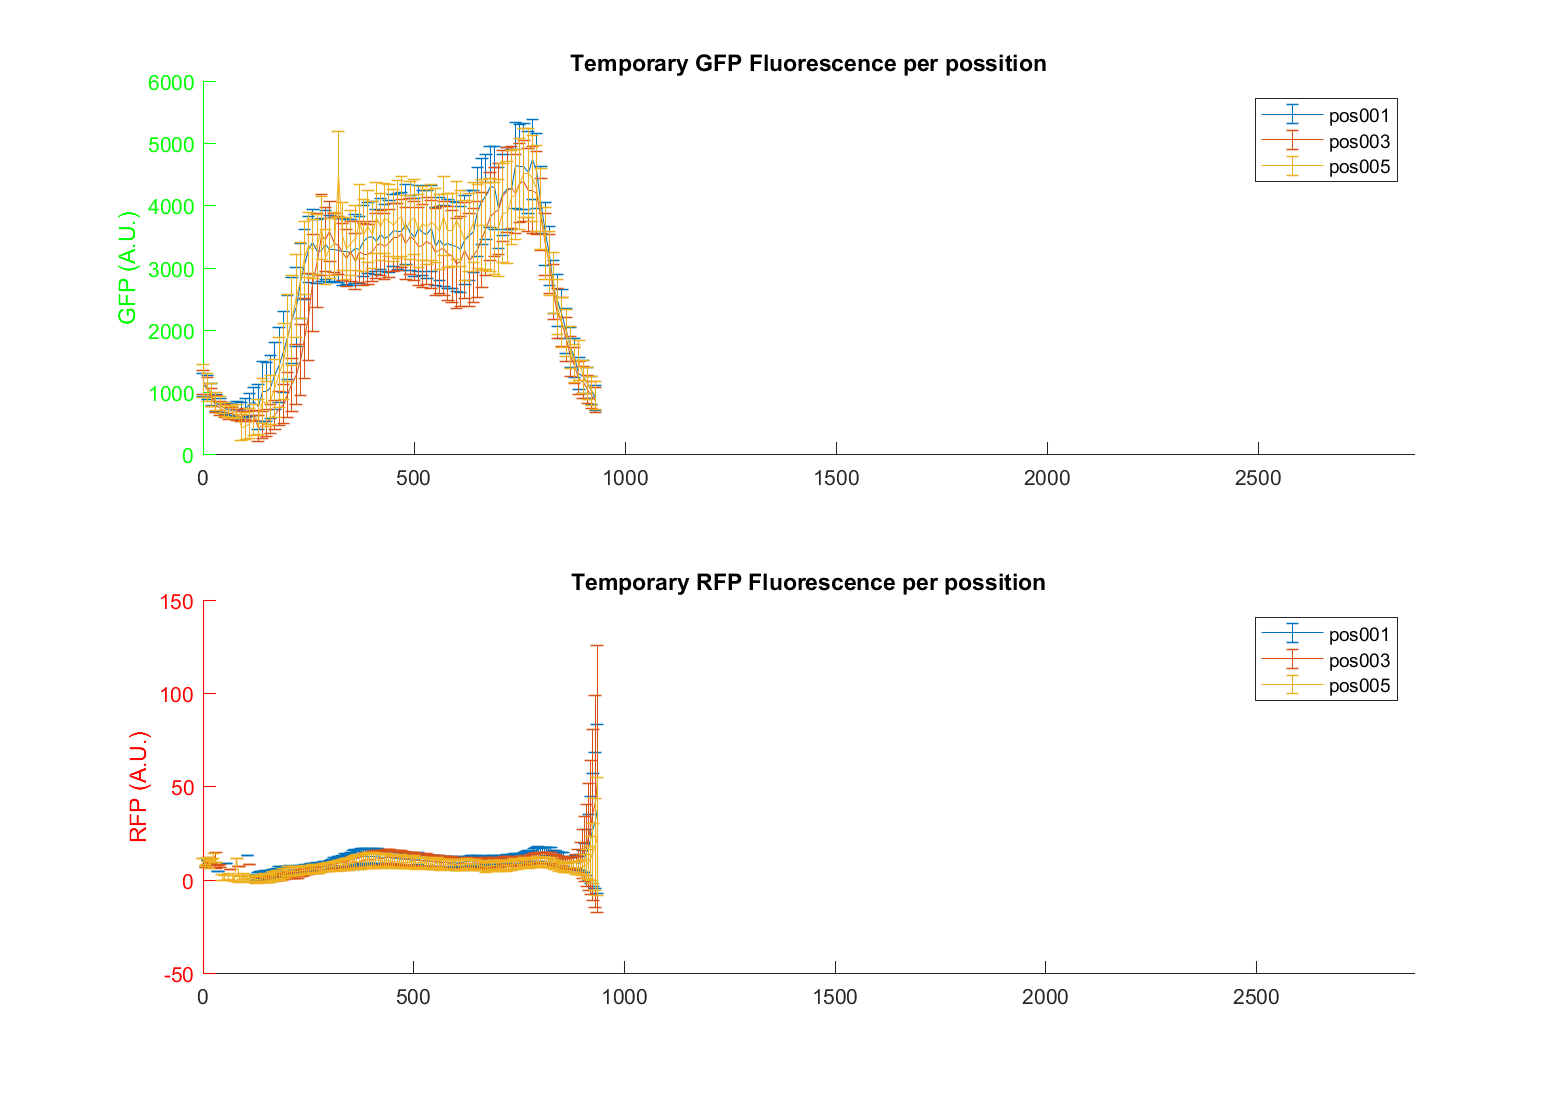 Temporary GFP Fluorescence per possition
6000
5000
4000
3000
2000
1000
0
GFP (A.U.)
0 500 1000 1500 2000 2500
pos001
pos003
pos005
Temporary RFP Fluorescence per possition
150
100
50
0
-50
RFP (A.U.)
0 500 1000 1500 2000 2500
pos001
pos003
pos005